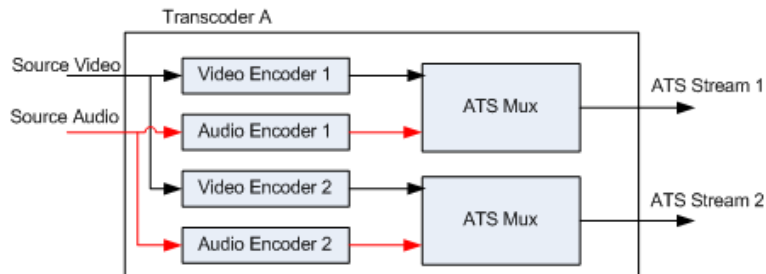 Transcoder A
Source Video
Video Encoder 1
ATS Mux
ATS Stream 1
Source Audio
Audio Encoder 1
Video Encoder 2
ATS Mux
ATS Stream 2
Audio Encoder 2